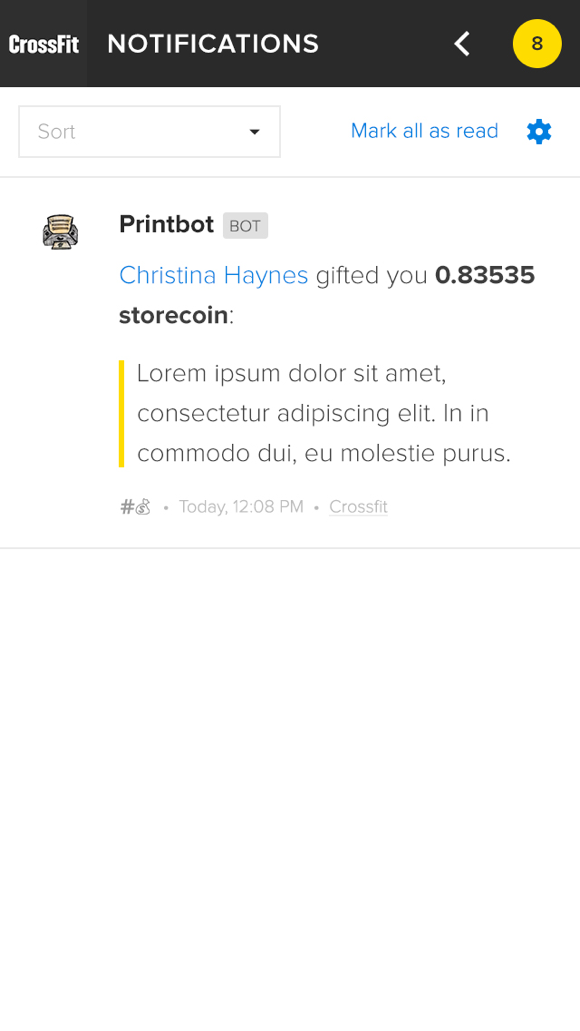 CrossFit NOTIFICATIONS 8
Sort Mark all as read
Printbot BOT
Christina Haynes gifted you 0.83535
storecoin:
Lorem ipsum dolor sit amet,
consectetur adipiscing elit. In in
commodo dui, eu molestie purus.
#💰 • Today, 12:08 PM • Crossfit